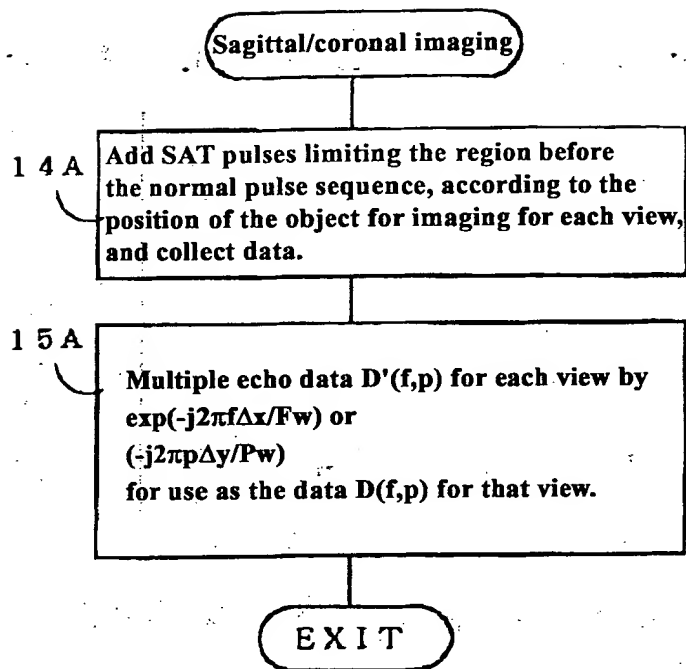 Sagittal/coronal imaging
14A
Add SAT pulses limiting the region before
the normal pulse sequence, according to the
position of the object for imaging for each view,
and collect data.
15A
Multiple echo data D'(f,p) for each view by
exp(-j2πfΔx/Fw) or
(-j2πpΔy/Pw)
for use as the data D(f,p) for that view.
EXIT